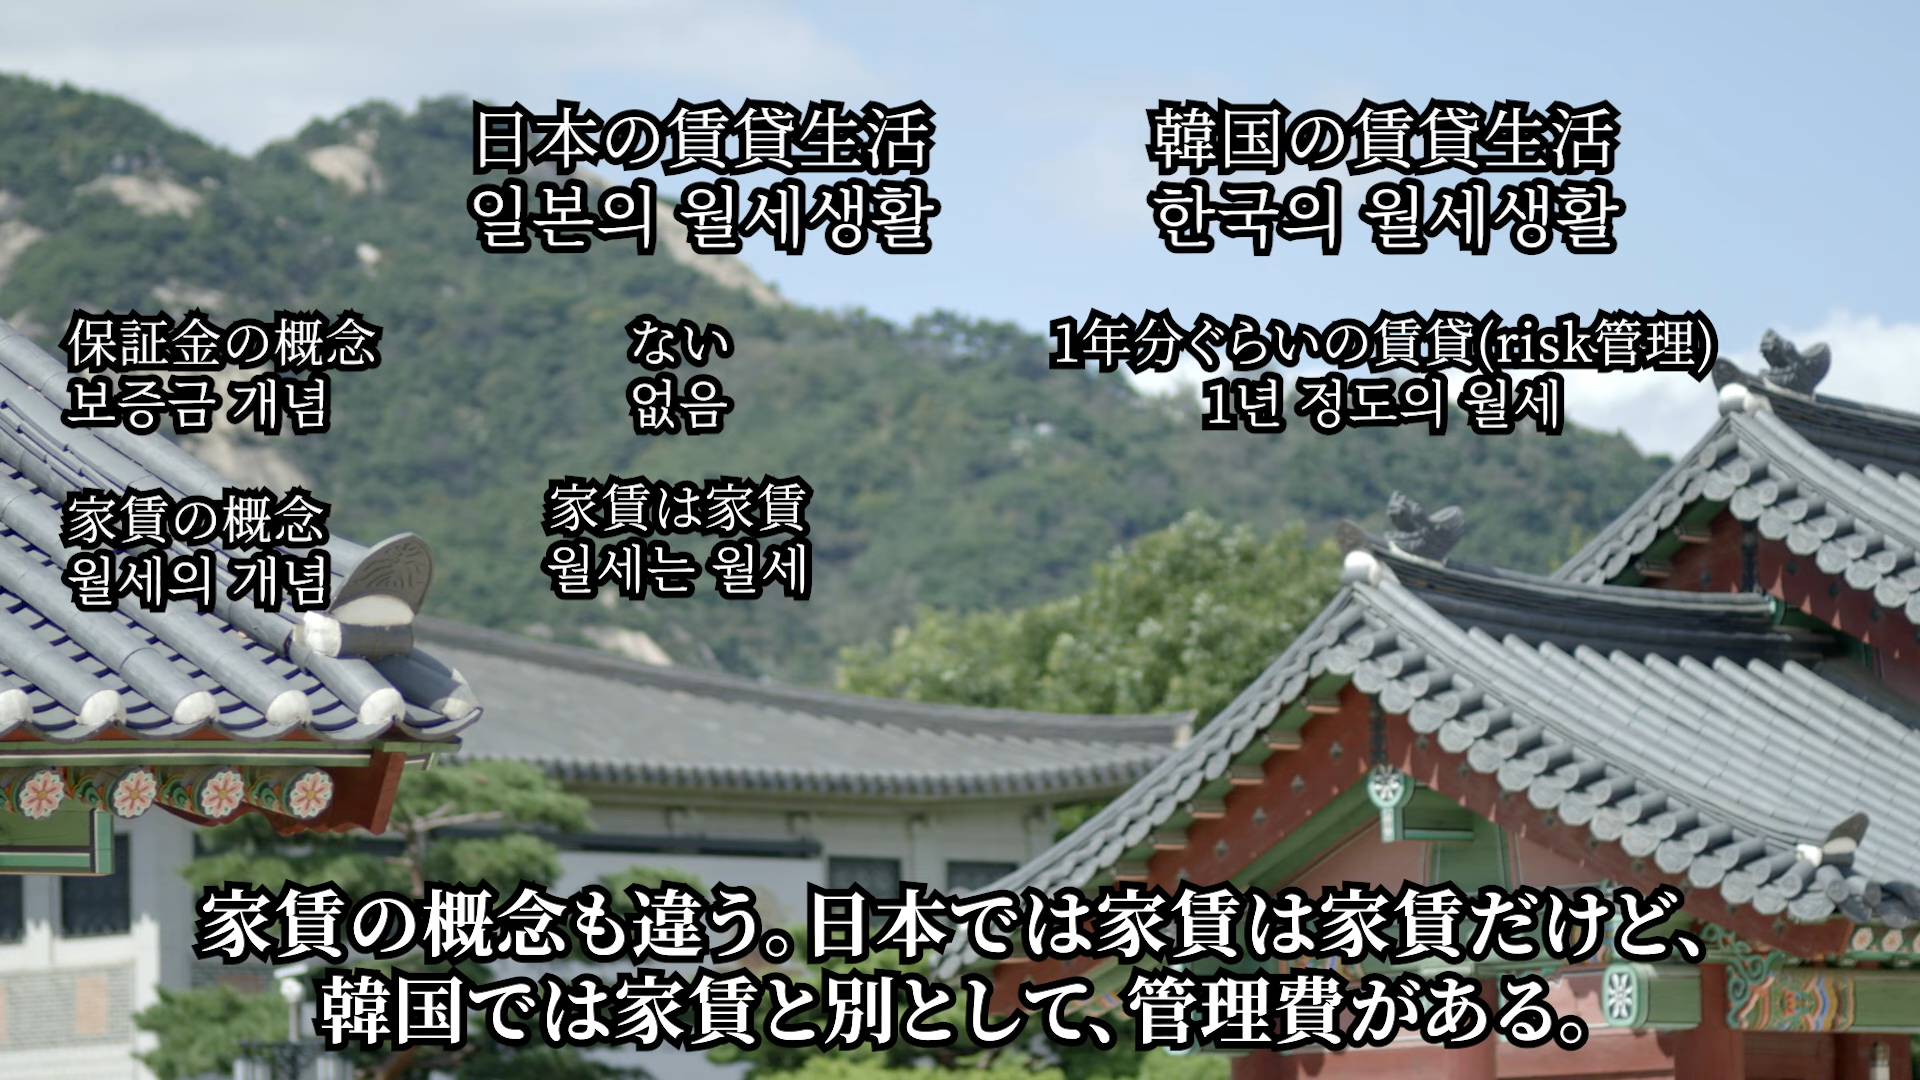 日本の賃貸生活
일본의 월세생활
韓国の賃貸生活
한국의 월세생활
保証金の概念
보증금 개념
ない
없음
1年分ぐらいの賃貸(risk管理)
1년 정도의 월세
家賃の概念
월세의 개념
家賃は家賃
월세는 월세
家賃の概念も違う。日本では家賃は家賃だけど、
韓国では家賃と別として、管理費がある。